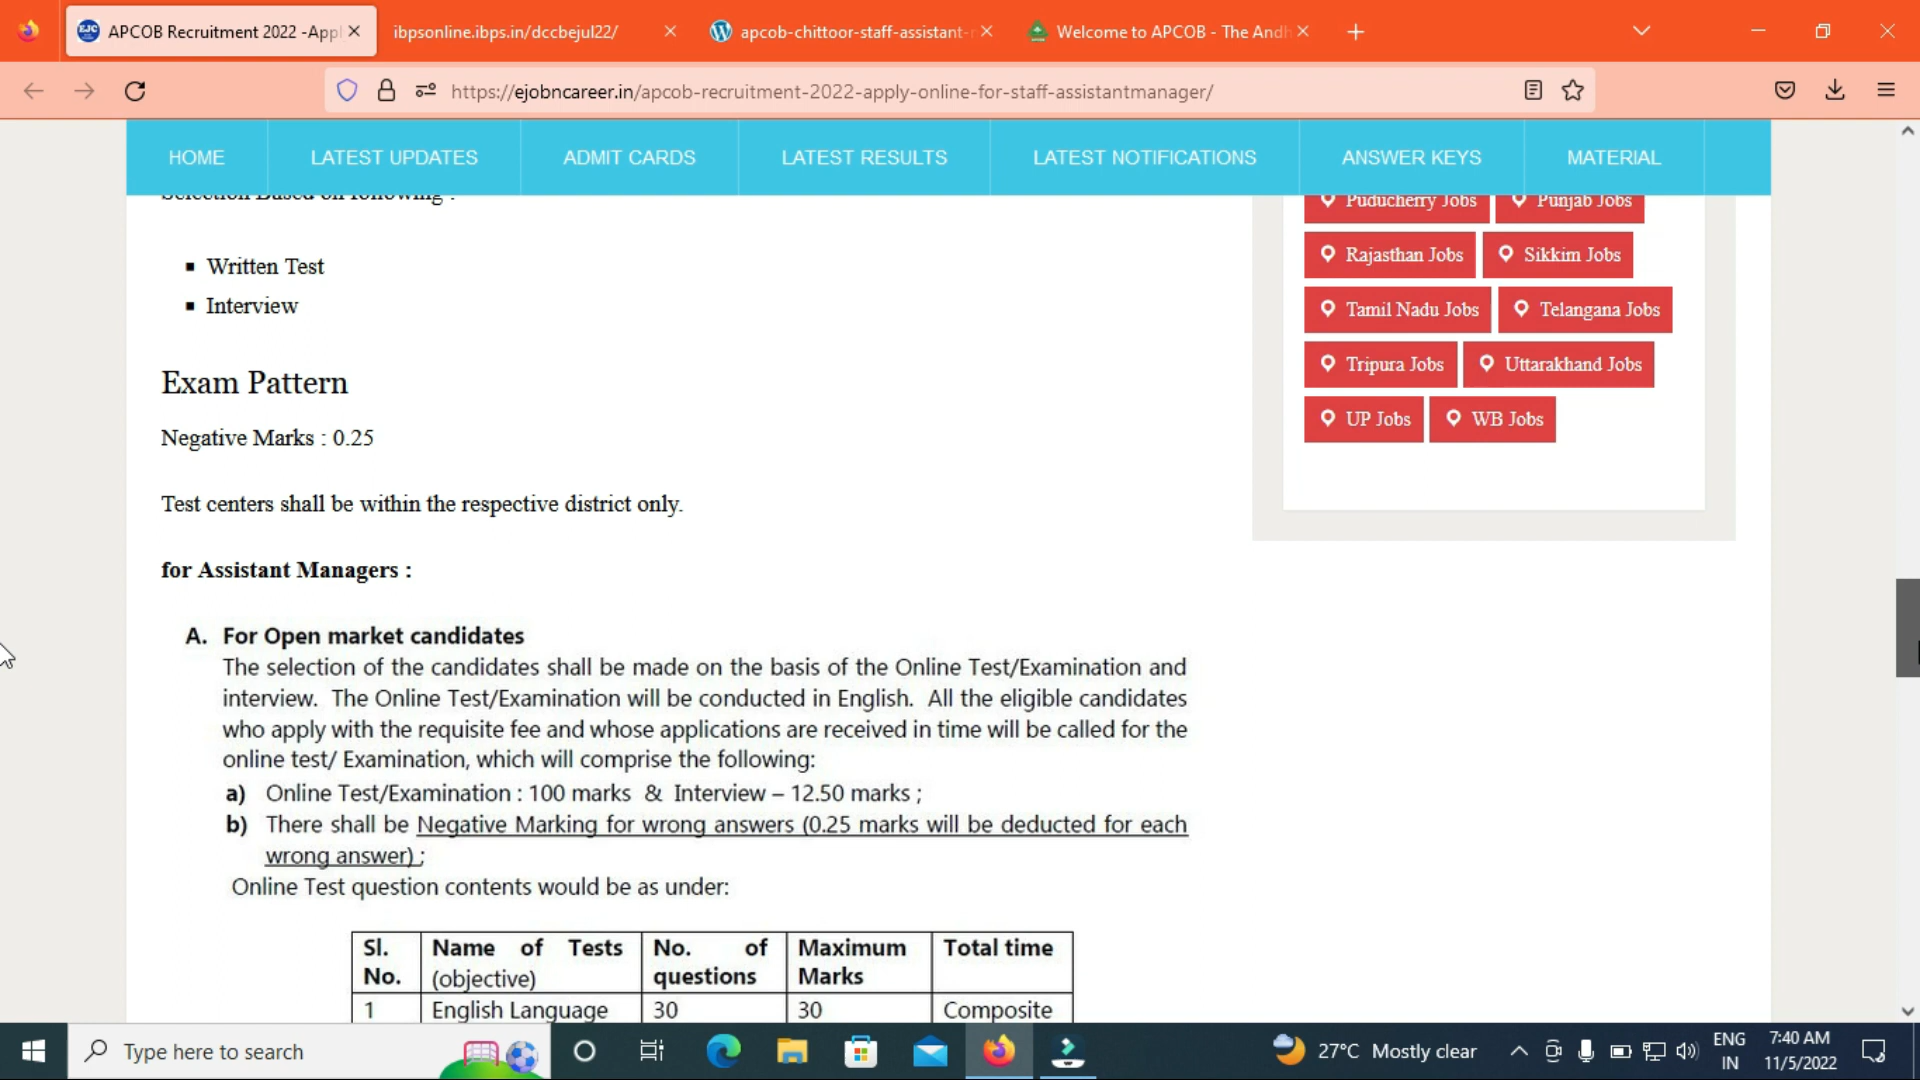 APCOB Recruitment 2022 -Appl
ibpsonline.ibps.in/dccbejul22/
apcob-chittoor-staff-assistant-
Welcome to APCOB - The Andh
https://ejobncareer.in/apcob-recruitment-2022-apply-online-for-staff-assistantmanager/
HOME
LATEST UPDATES
ADMIT CARDS
LATEST RESULTS
LATEST NOTIFICATIONS
ANSWER KEYS
MATERIAL
Selection Based on following :
Written Test
Interview
Exam Pattern
Negative Marks : 0.25
Test centers shall be within the respective district only.
for Assistant Managers :
A. For Open market candidates
The selection of the candidates shall be made on the basis of the Online Test/Examination and
interview. The Online Test/Examination will be conducted in English. All the eligible candidates
who apply with the requisite fee and whose applications are received in time will be called for the
online test/ Examination, which will comprise the following:
a) Online Test/Examination : 100 marks & Interview – 12.50 marks ;
b) There shall be Negative Marking for wrong answers (0.25 marks will be deducted for each
wrong answer) ;
Online Test question contents would be as under:
Sl. No. Name of Tests (objective) No. of questions Maximum Marks Total time
1 English Language 30 30 Composite
Puducherry Jobs Punjab Jobs
Rajasthan Jobs Sikkim Jobs
Tamil Nadu Jobs Telangana Jobs
Tripura Jobs Uttarakhand Jobs
UP Jobs WB Jobs
Type here to search
27°C Mostly clear
ENG
IN
7:40 AM
11/5/2022